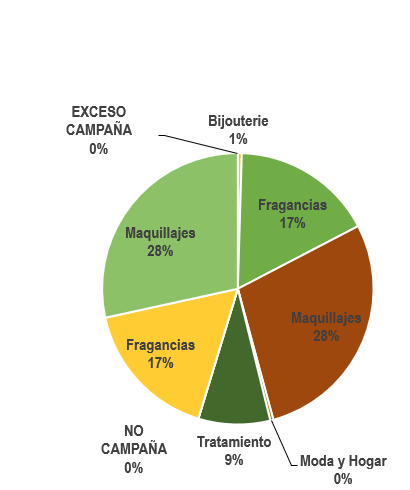 EXCESO
CAMPAÑA
0%
Bijouterie
1%
Fragancias
17%
Maquillajes
28%
Maquillajes
28%
Fragancias
17%
NO
CAMPAÑA
0%
Tratamiento
9%
Moda y Hogar
0%